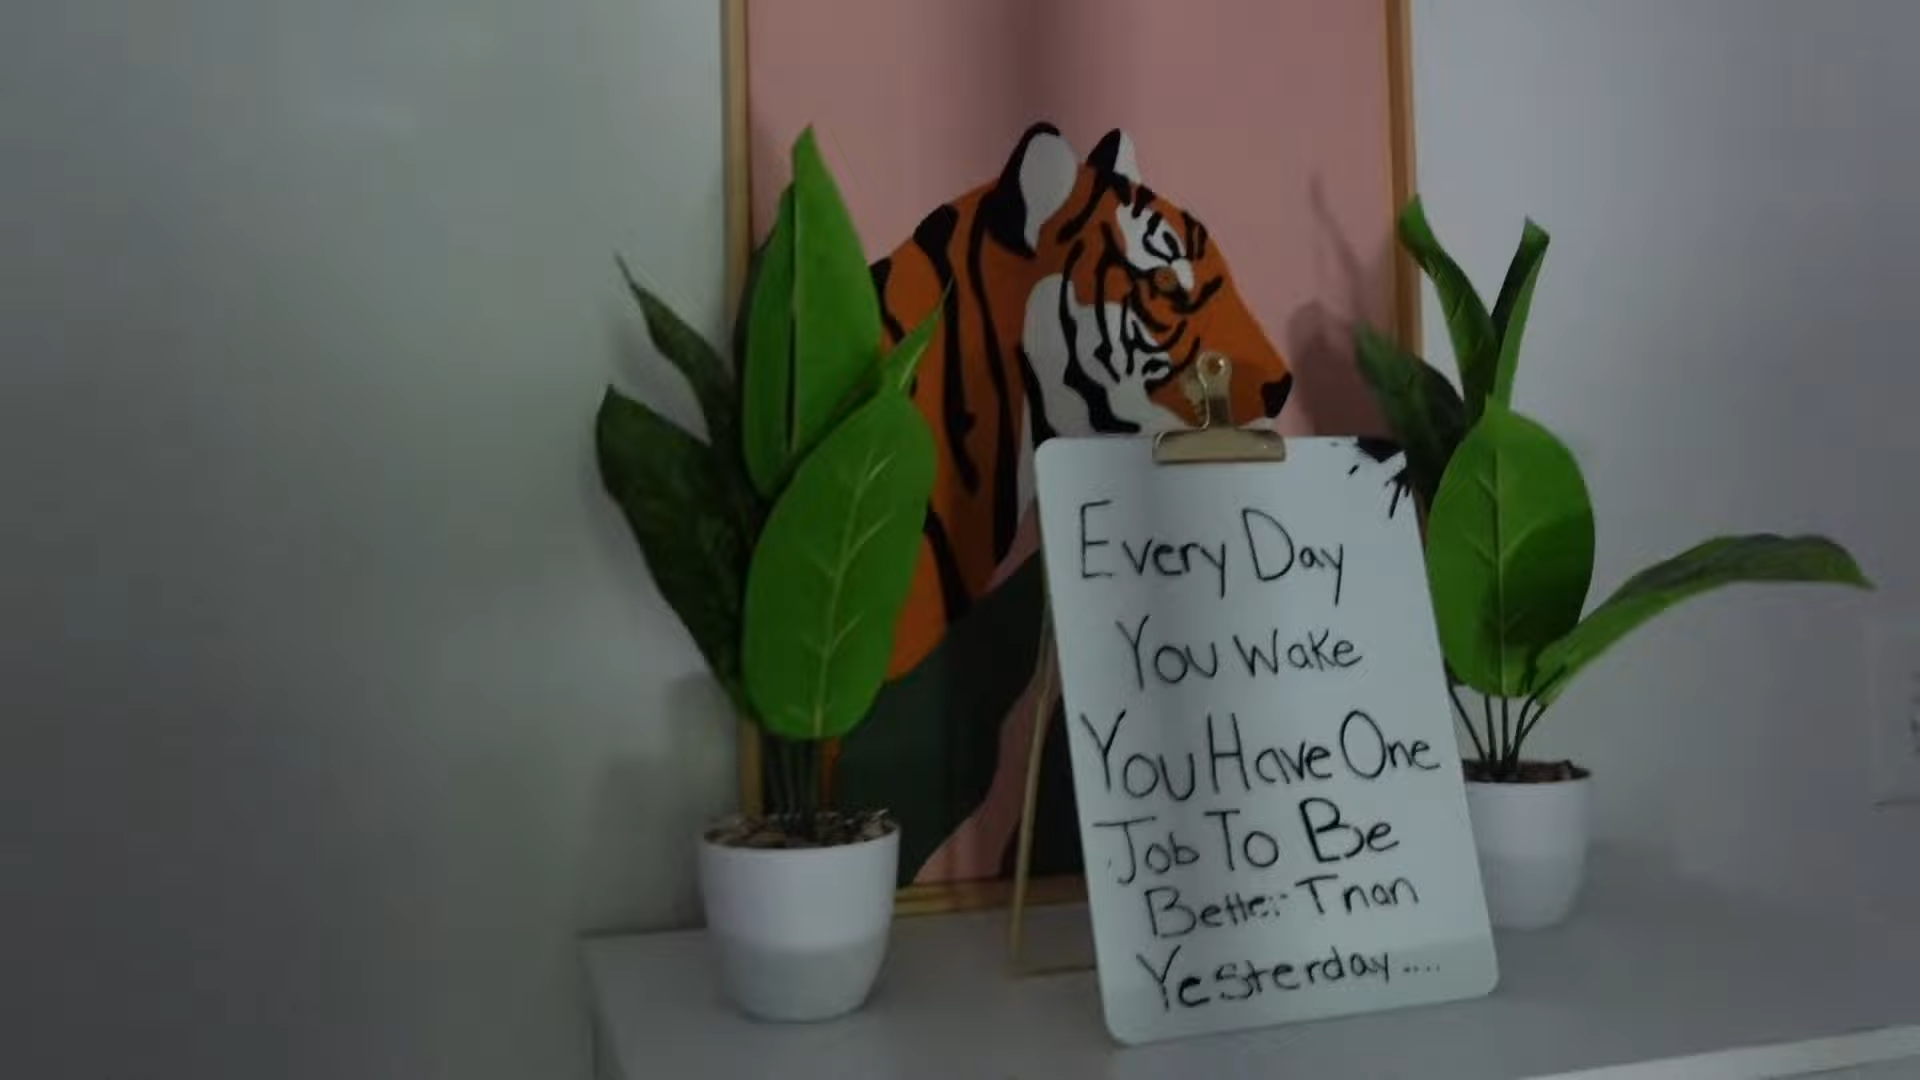 Every Day
You Wake
You Have One
Job To Be
Better Than
Yesterday....